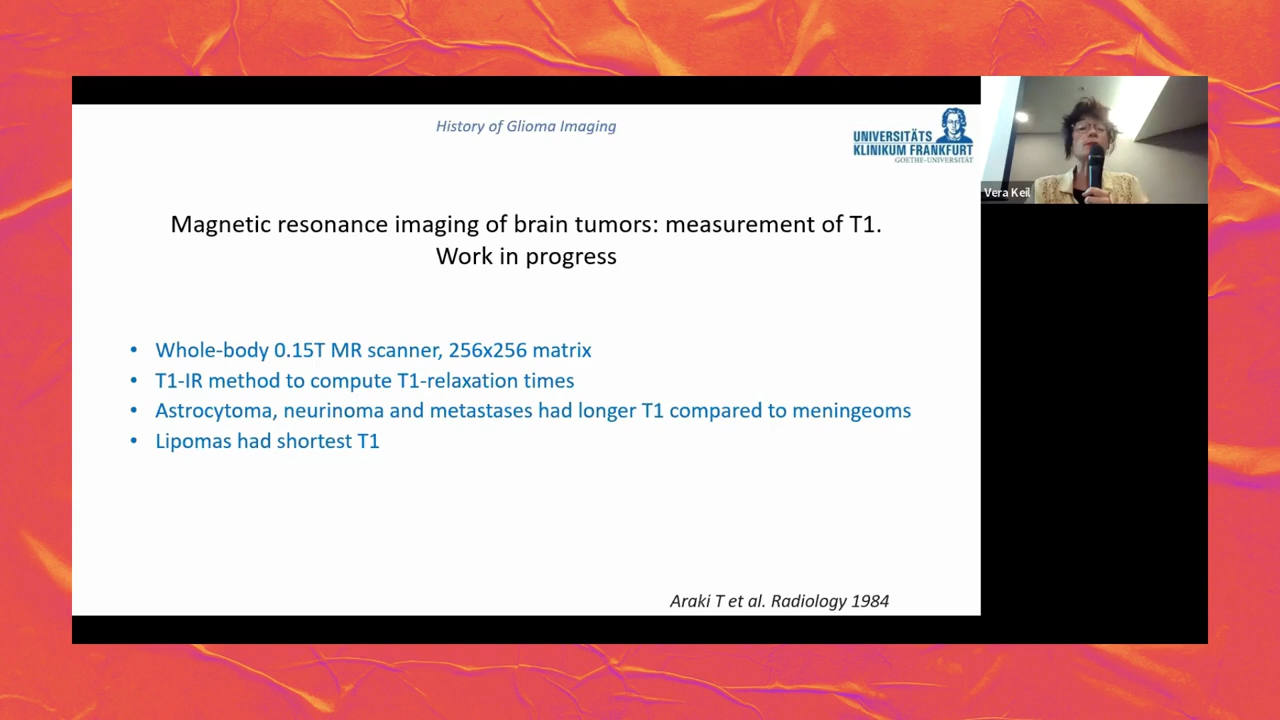 History of Glioma Imaging
UNIVERSITÄTS
KLINIKUM FRANKFURT
GOETHE-UNIVERSITÄT
Vera Keil
Magnetic resonance imaging of brain tumors: measurement of T1.
Work in progress
• Whole-body 0.15T MR scanner, 256x256 matrix
• T1-IR method to compute T1-relaxation times
• Astrocytoma, neurinoma and metastases had longer T1 compared to meningeoms
• Lipomas had shortest T1
Araki T et al. Radiology 1984